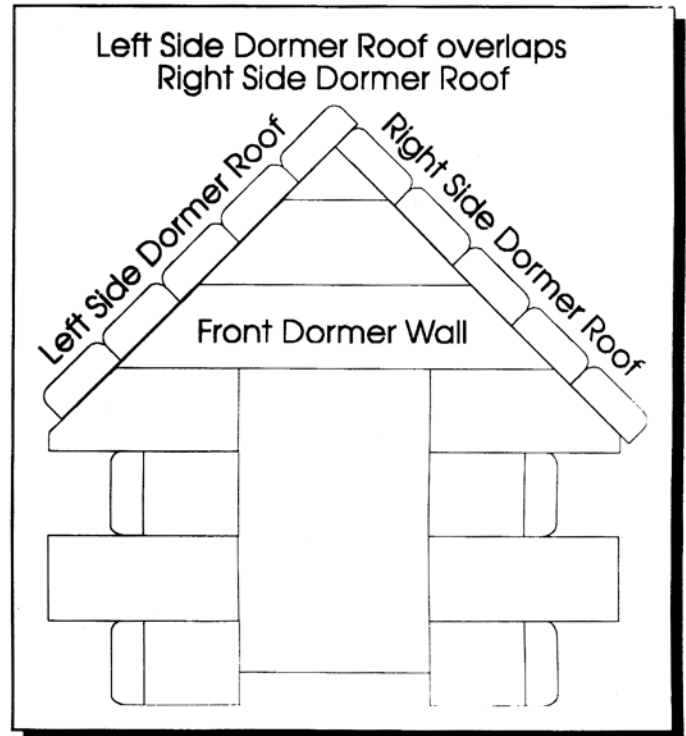 Left Side Dormer Roof overlaps
Right Side Dormer Roof
Left Side Dormer Roof
Right Side Dormer Roof
Front Dormer Wall